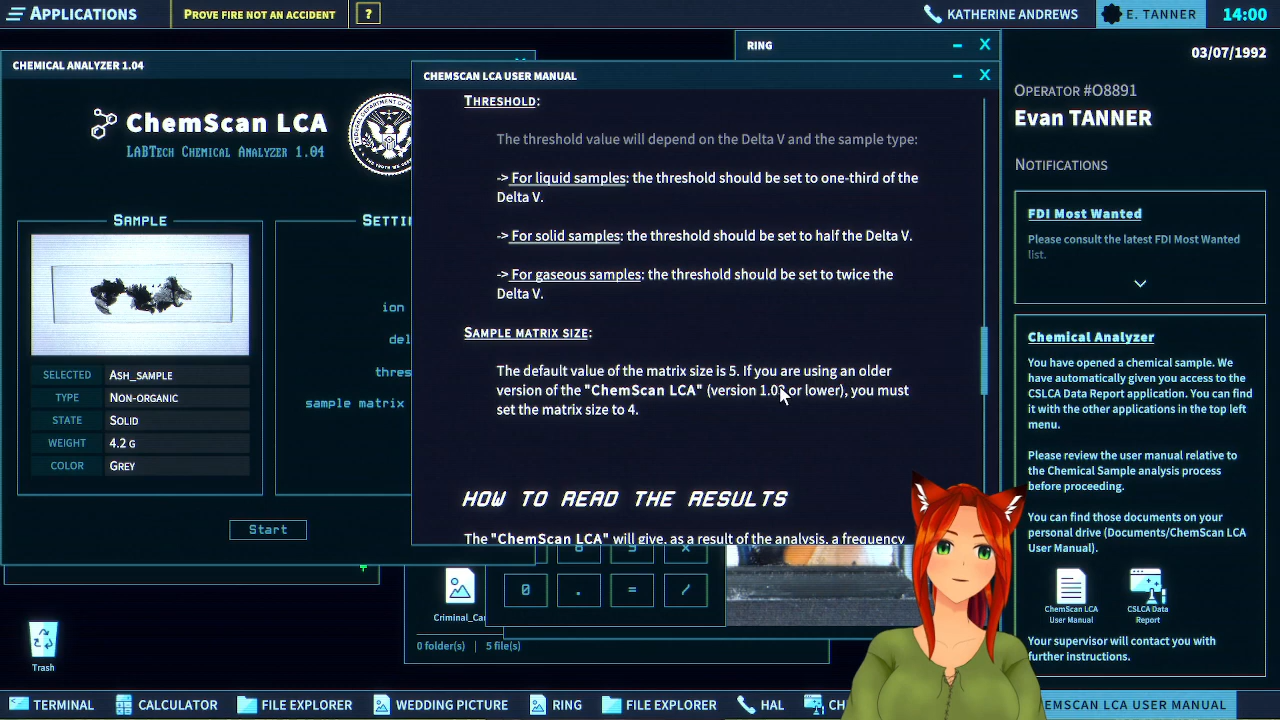 APPLICATIONS
PROVE FIRE NOT AN ACCIDENT
?
KATHERINE ANDREWS
E. TANNER
14:00
RING
03/07/1992
CHEMICAL ANALYZER 1.04
ChemScan LCA
LABTech Chemical Analyzer 1.04
SAMPLE
SELECTED ASH_SAMPLE
TYPE NON-ORGANIC
STATE SOLID
WEIGHT 4.2 G
COLOR GREY
ion
del
thres
sample matrix
Start
CHEMSCAN LCA USER MANUAL
THRESHOLD:
The threshold value will depend on the Delta V and the sample type:
-> For liquid samples: the threshold should be set to one-third of the
Delta V.
-> For solid samples: the threshold should be set to half the Delta V.
-> For gaseous samples: the threshold should be set to twice the
Delta V.
SAMPLE MATRIX SIZE:
The default value of the matrix size is 5. If you are using an older
version of the "ChemScan LCA" (version or lower), you must
set the matrix size to 4.
HOW TO READ THE RESULTS
The "ChemScan LCA" will give, as a result of the analysis, a frequency
0 . = /
Criminal_Ca
0 folder(s) | 5 file(s)
Trash
OPERATOR #O8891
Evan TANNER
NOTIFICATIONS
FDI Most Wanted
Please consult the latest FDI Most Wanted
list.
Chemical Analyzer
You have opened a chemical sample. We
have automatically given you access to the
CSLCA Data Report application. You can find
it with the other applications in the top left
menu.
Please review the user manual relative to
the Chemical Sample analysis process
before proceeding.
You can find those documents on your
personal drive (Documents/ChemScan LCA
User Manual).
ChemScan LCA
User Manual
CSLCA Data
Report
Your supervisor will contact you with
further instructions.
TERMINAL
CALCULATOR
FILE EXPLORER
WEDDING PICTURE
RING
FILE EXPLORER
HAL
CH
EMSCAN LCA USER MANUAL